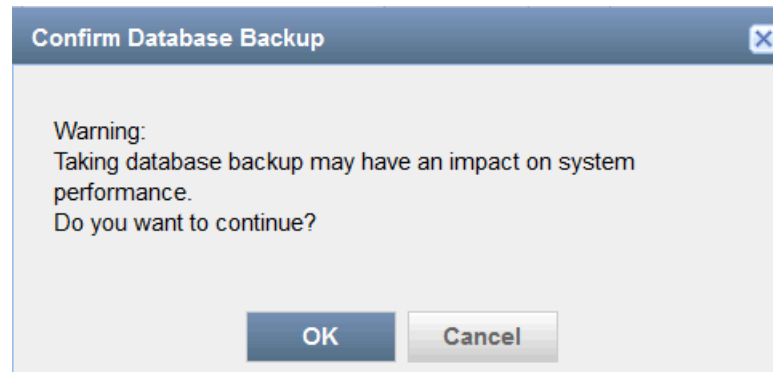 Confirm Database Backup
Warning:
Taking database backup may have an impact on system
performance.
Do you want to continue?
OK
Cancel